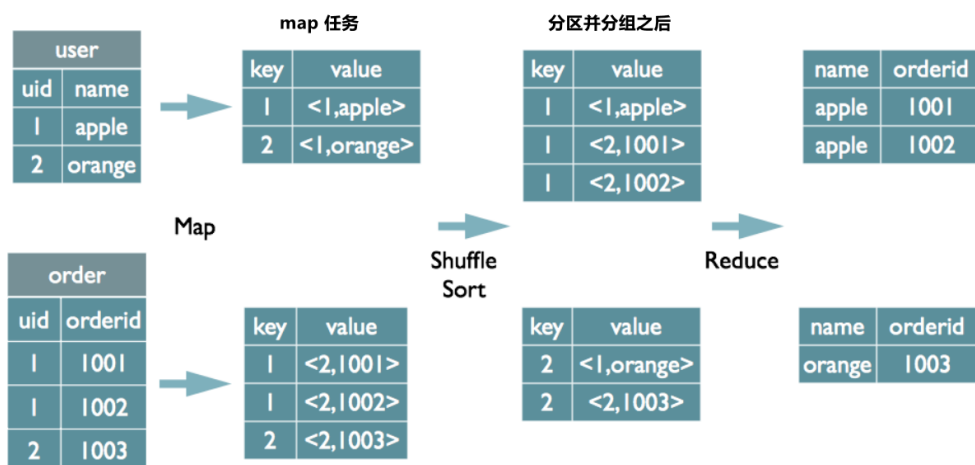 map 任务
分区并分组之后
user
uid name
1 apple
2 orange
key value
1 <1,apple>
2 <1,orange>
key value
1 <1,apple>
1 <2,1001>
1 <2,1002>
name orderid
apple 1001
apple 1002
Map
Shuffle
Sort
Reduce
order
uid orderid
1 1001
1 1002
2 1003
key value
1 <2,1001>
1 <2,1002>
2 <2,1003>
key value
2 <1,orange>
2 <2,1003>
name orderid
orange 1003